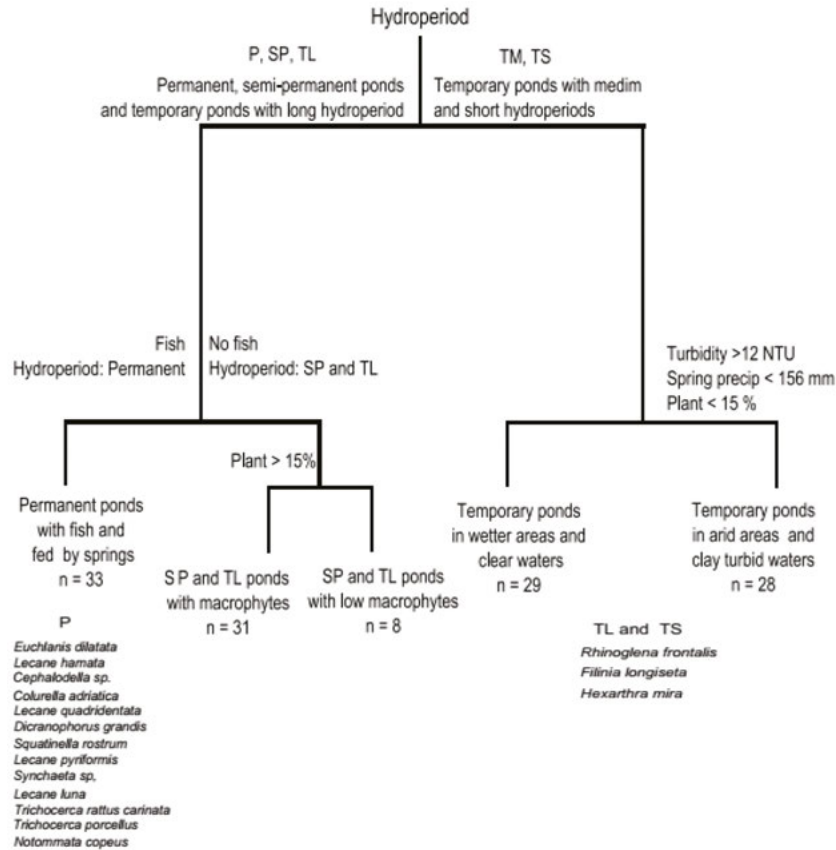 Hydroperiod
P, SP, TL
Permanent, semi-permanent ponds
and temporary ponds with long hydroperiod
TM, TS
Temporary ponds with medim
and short hydroperiods
Fish
Hydroperiod: Permanent
No fish
Hydroperiod: SP and TL
Turbidity >12 NTU
Spring precip < 156 mm
Plant < 15 %
Plant > 15%
Permanent ponds
with fish and
fed by springs
n = 33
SP and TL ponds
with macrophytes
n = 31
SP and TL ponds
with low macrophytes
n = 8
Temporary ponds
in wetter areas and
clear waters
n = 29
Temporary ponds
in arid areas and
clay turbid waters
n = 28
P
Euchlanis dilatata
Lecane hamata
Cephalodella sp.
Colurella adriatica
Lecane quadridentata
Dicranophorus grandis
Squatinella rostrum
Lecane pyriformis
Synchaeta sp,
Lecane luna
Trichocerca rattus carinata
Trichocerca porcellus
Notommata copeus
TL and TS
Rhinoglena frontalis
Filinia longiseta
Hexarthra mira